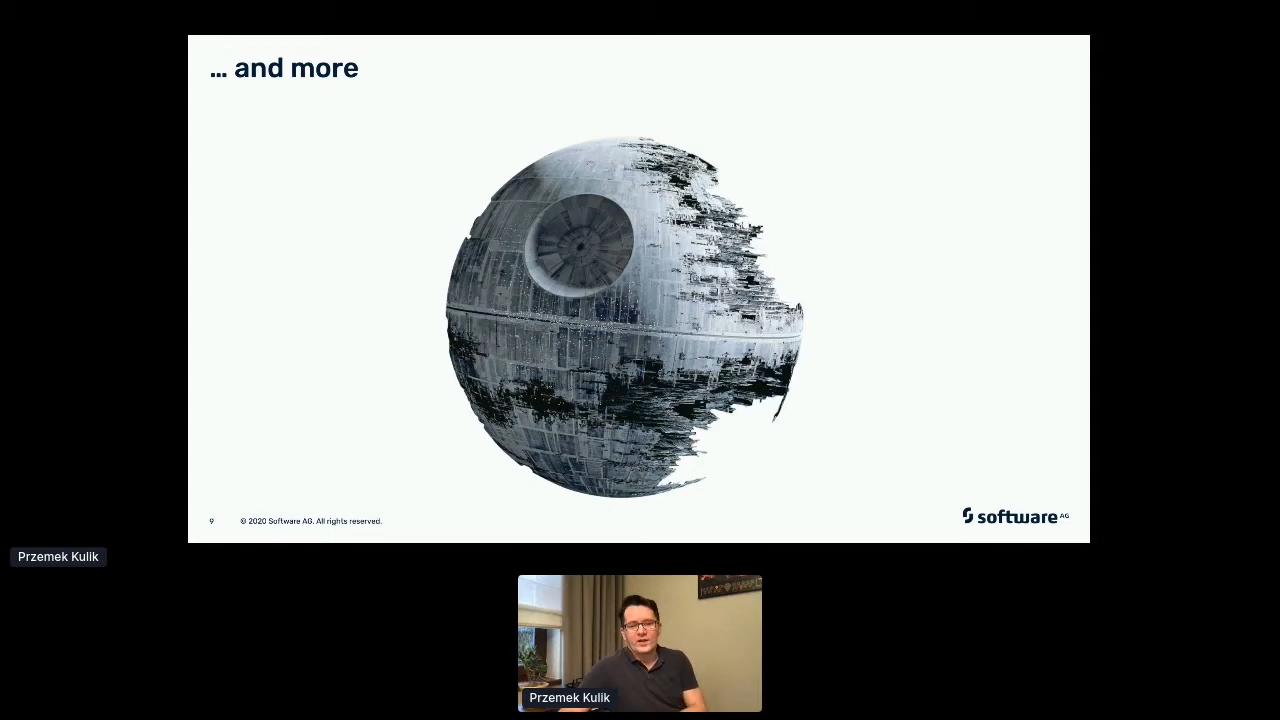 … and more
9 © 2020 Software AG. All rights reserved.
software AG
Przemek Kulik
Przemek Kulik